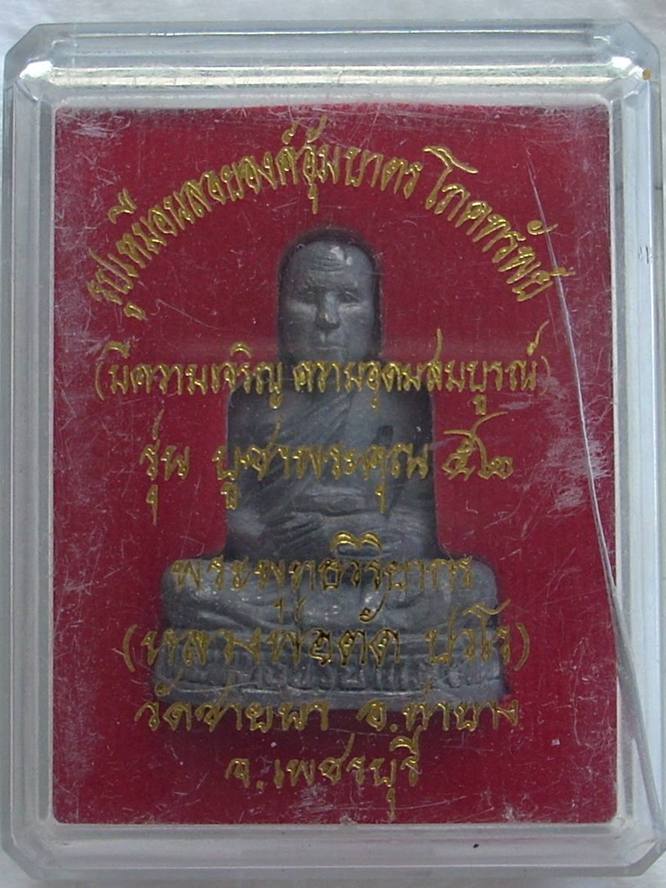 รูปเหมือนลอยองค์อุ้มบาตร โภคทรัพย์
(มีความเจริญ ความอุดมสมบูรณ์)
รุ่น บูชาพระคุณ ๕๒
พระพุทธวิริยากร
(หลวงพ่อตัด ปวโร)
วัดชายนา อ.ท่ายาง
จ.เพชรบุรี